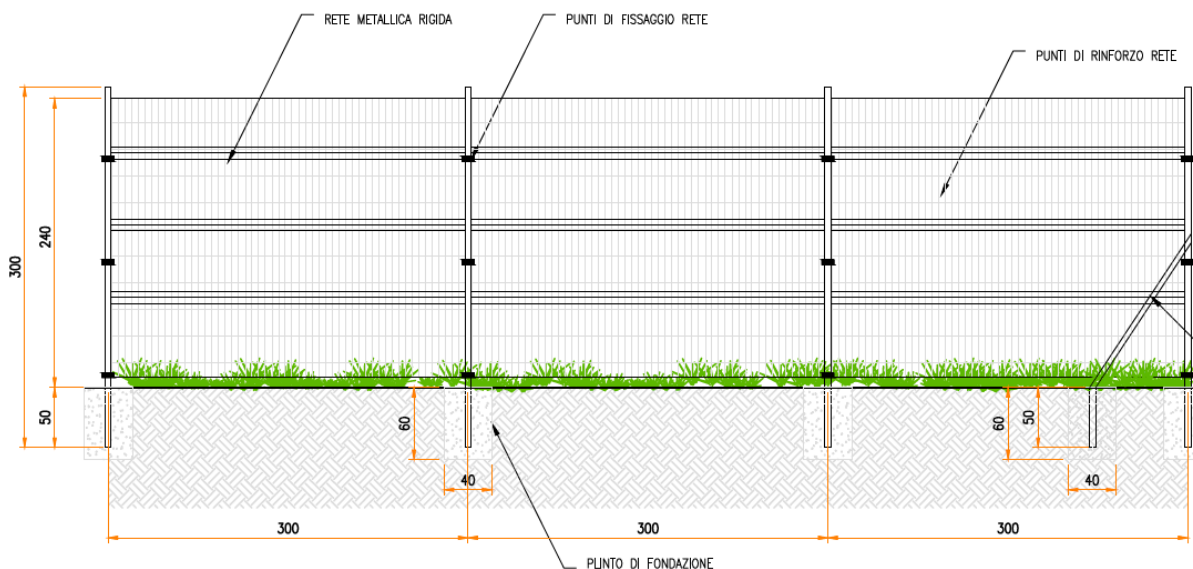 RETE METALLICA RIGIDA
PUNTI DI FISSAGGIO RETE
PUNTI DI RINFORZO RETE
300
240
50
60
40
60
50
40
300
300
300
PUNTO DI FONDAZIONE